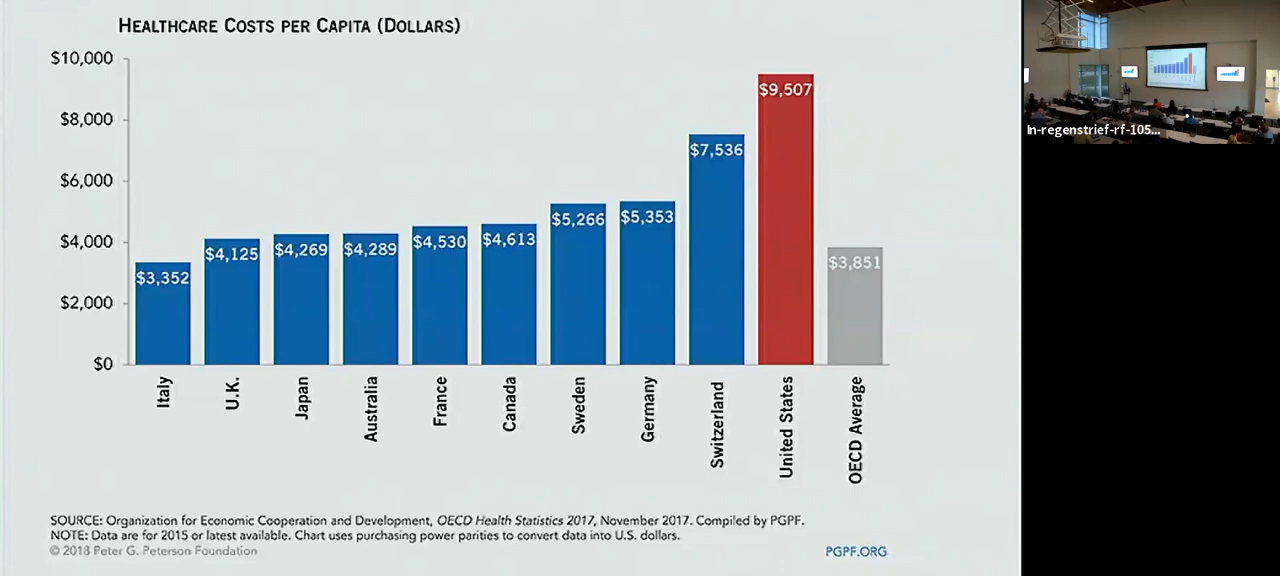 HEALTHCARE COSTS PER CAPITA (DOLLARS)
$10,000
$8,000
$6,000
$4,000
$2,000
$0
$3,352
$4,125
$4,269
$4,289
$4,530
$4,613
$5,266
$5,353
$7,536
$9,507
$3,851
Italy
U.K.
Japan
Australia
France
Canada
Sweden
Germany
Switzerland
United States
OECD Average
SOURCE: Organization for Economic Cooperation and Development, OECD Health Statistics 2017, November 2017. Compiled by PGPF.
NOTE: Data are for 2015 or latest available. Chart uses purchasing power parities to convert data into U.S. dollars.
© 2018 Peter G. Peterson Foundation
PGPF.ORG
ln-regenstrief-rf-105...